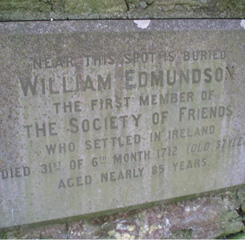 NEAR THIS SPOT IS BURIED
WILLIAM EDMUNDSON
THE FIRST MEMBER OF
THE SOCIETY OF FRIENDS
WHO SETTLED IN IRELAND
DIED 31ST OF 6TH MONTH 1712 (OLD STYLE)
AGED NEARLY 85 YEARS.